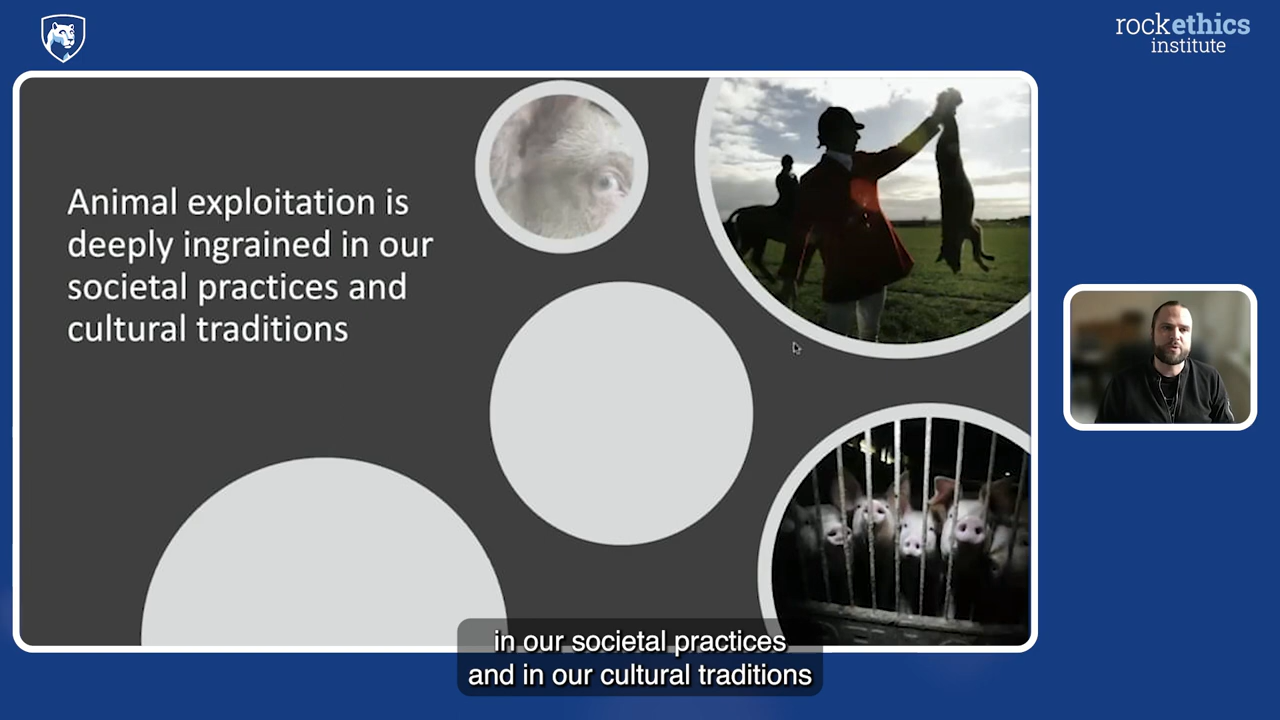 rockethics
institute
Animal exploitation is
deeply ingrained in our
societal practices and
cultural traditions
in our societal practices
and in our cultural traditions